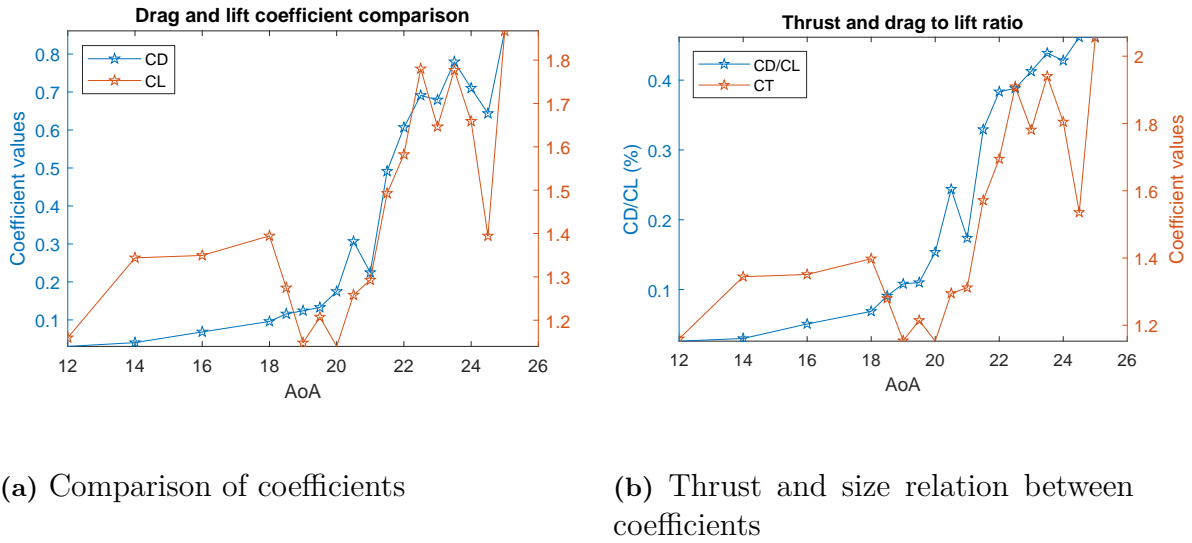 Drag and lift coefficient comparison
CD
CL
Coefficient values
0.8
0.7
0.6
0.5
0.4
0.3
0.2
0.1
1.8
1.7
1.6
1.5
1.4
1.3
1.2
12 14 16 18 20 22 24 26
AoA
(a) Comparison of coefficients
Thrust and drag to lift ratio
CD/CL
CT
CD/CL (%)
0.4
0.3
0.2
0.1
2
1.8
1.6
1.4
1.2
Coefficient values
12 14 16 18 20 22 24 26
AoA
(b) Thrust and size relation between
coefficients